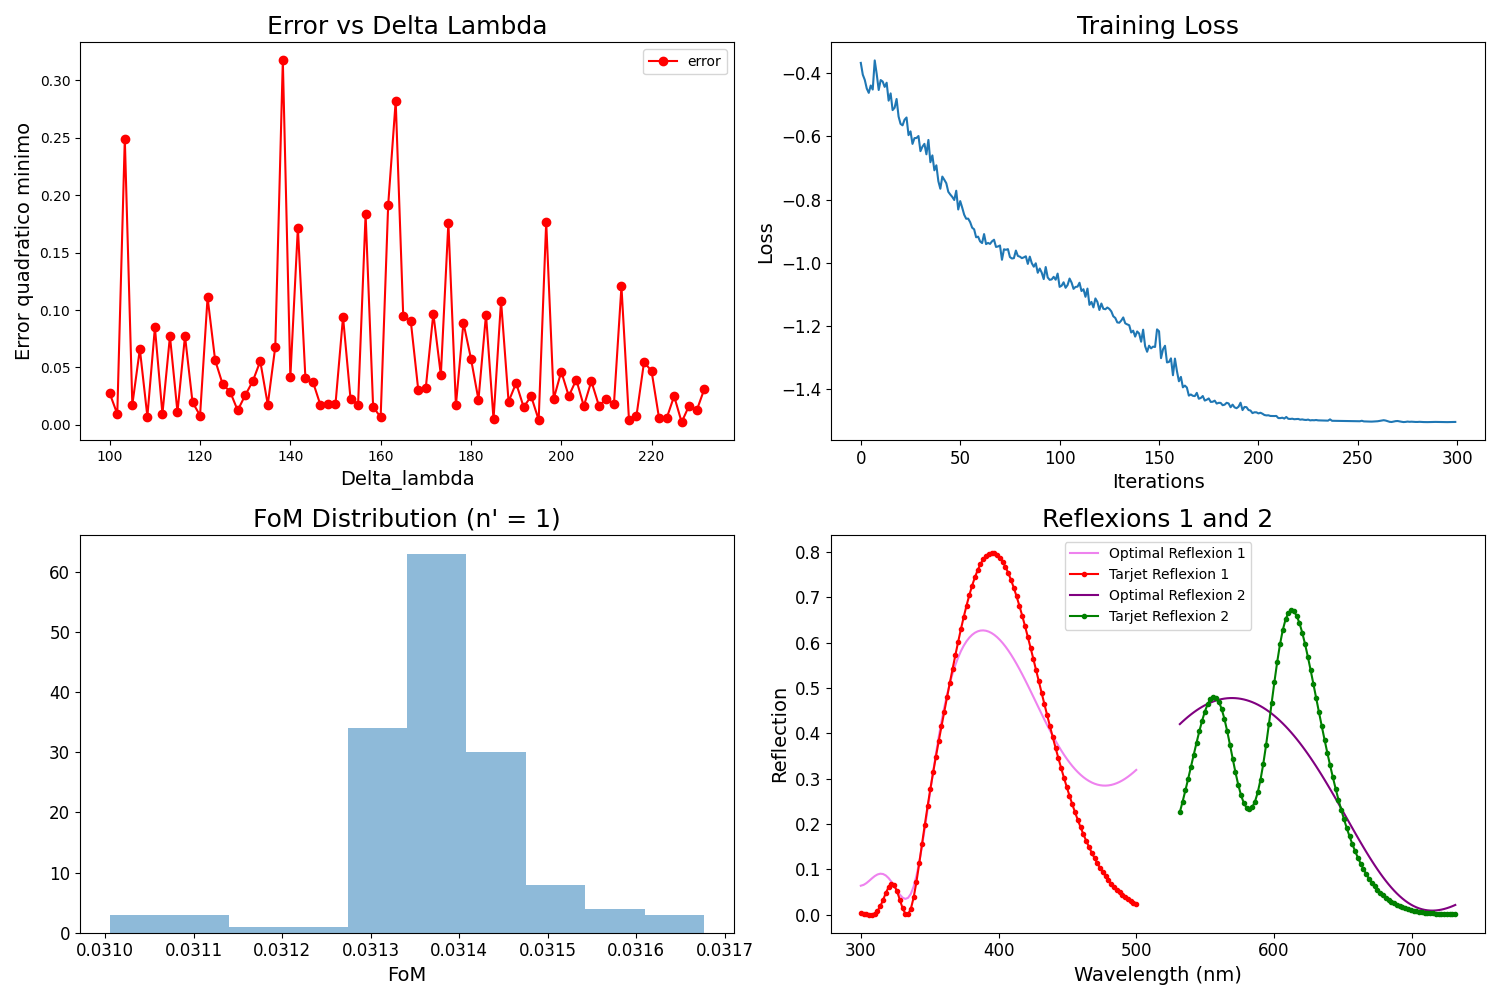 Error vs Delta Lambda
error
Error quadratico minimo
0.30
0.25
0.20
0.15
0.10
0.05
0.00
100 120 140 160 180 200 220
Delta_lambda
Training Loss
Loss
−0.4
−0.6
−0.8
−1.0
−1.2
−1.4
0 50 100 150 200 250 300
Iterations
FoM Distribution (n' = 1)
60
50
40
30
20
10
0
0.0310 0.0311 0.0312 0.0313 0.0314 0.0315 0.0316 0.0317
FoM
Reflexions 1 and 2
Optimal Reflexion 1
Tarjet Reflexion 1
Optimal Reflexion 2
Tarjet Reflexion 2
Reflection
0.8
0.7
0.6
0.5
0.4
0.3
0.2
0.1
0.0
300 400 500 600 700
Wavelength (nm)